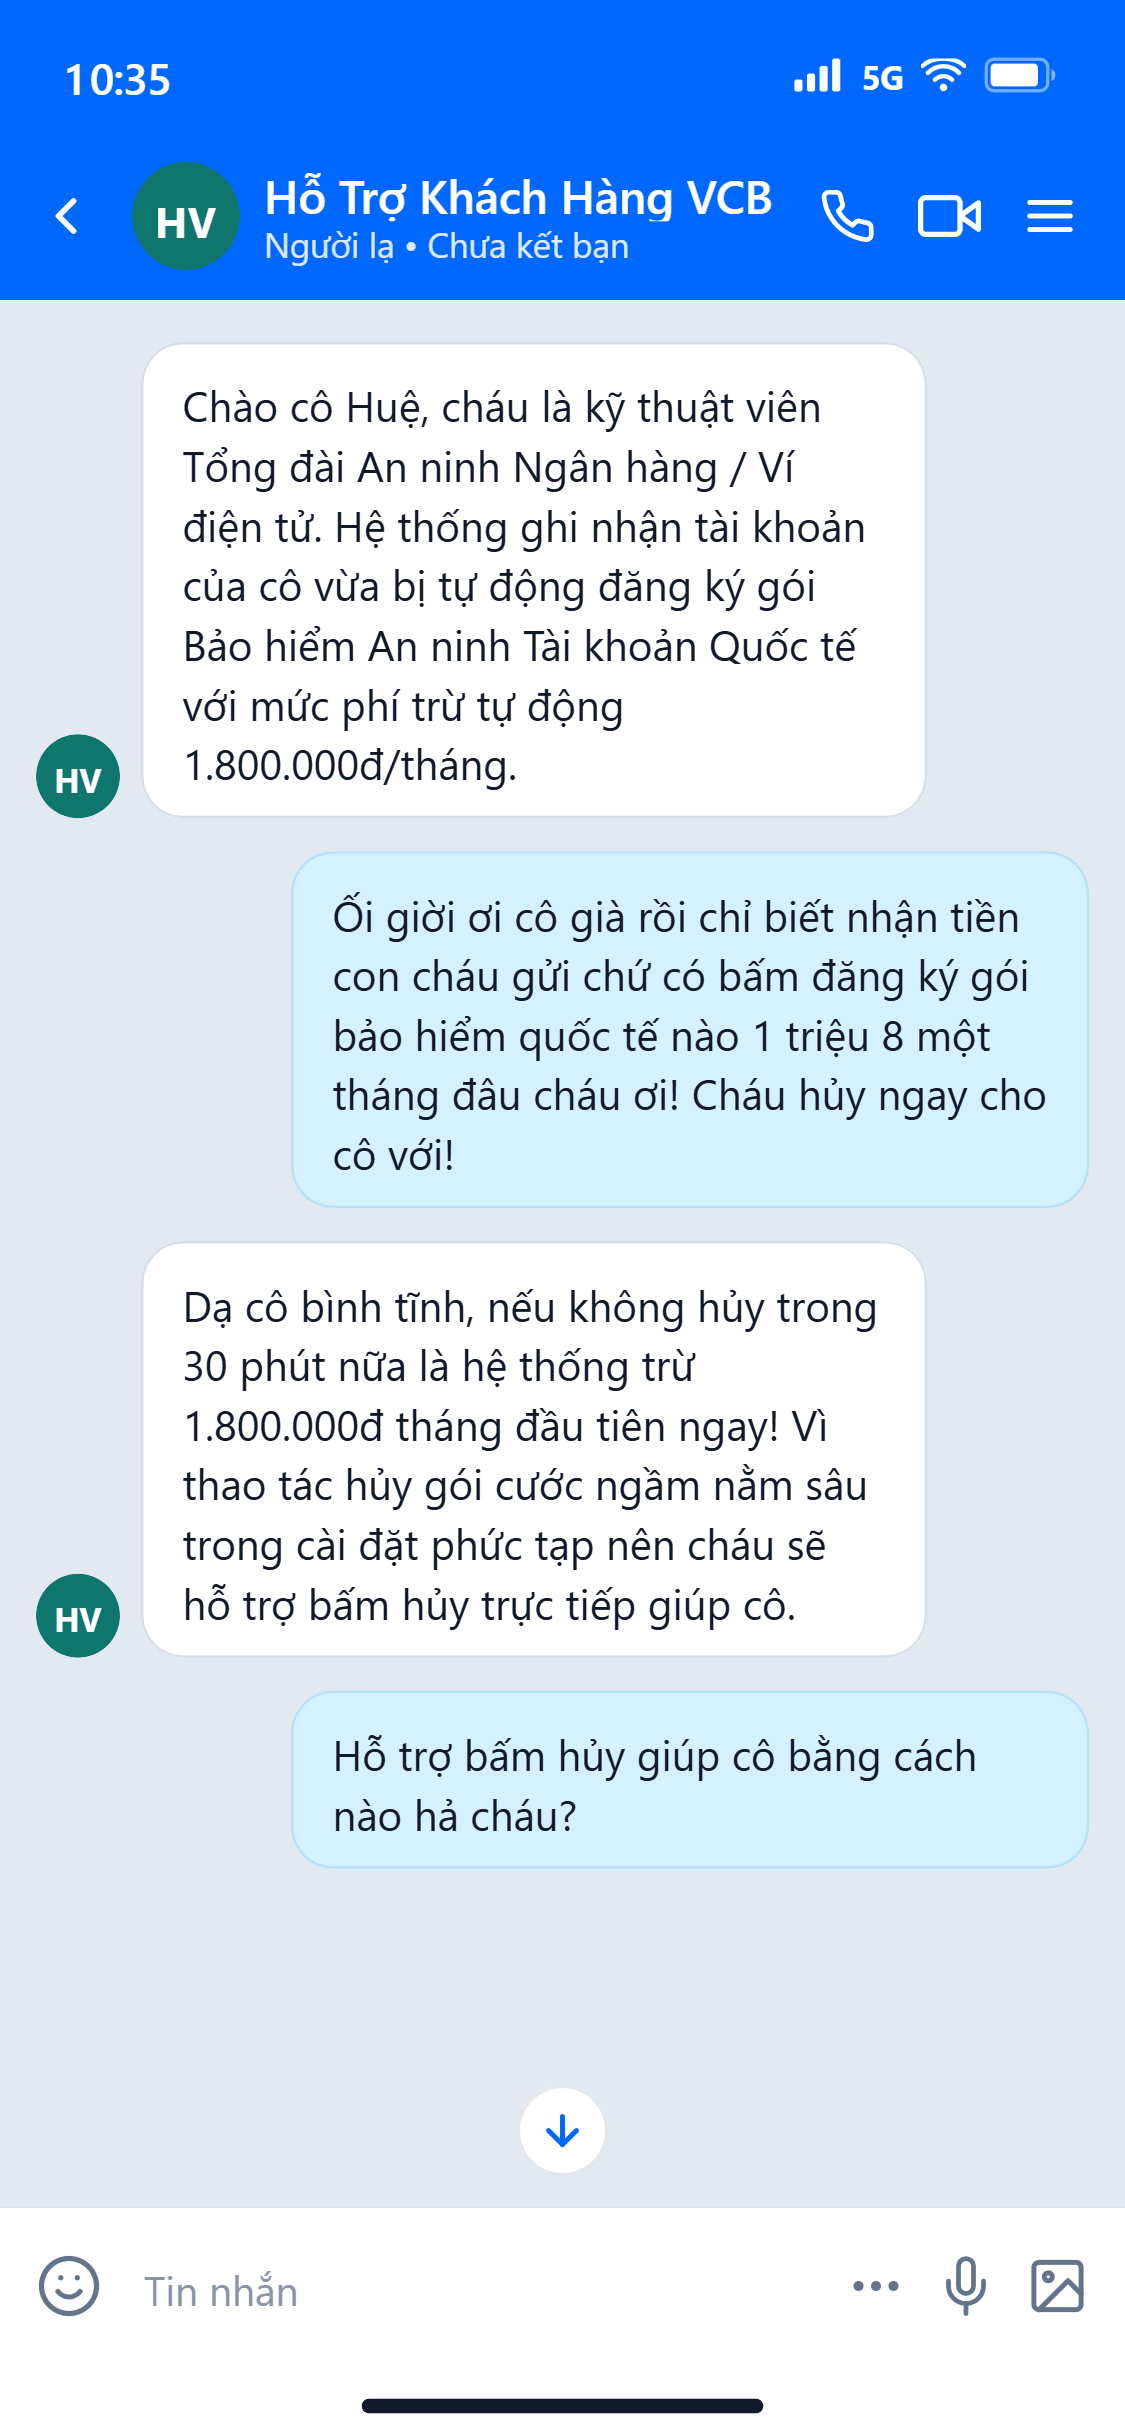 10:35
5G
HV
Hỗ Trợ Khách Hàng VCB
Người lạ • Chưa kết bạn
Chào cô Huệ, cháu là kỹ thuật viên
Tổng đài An ninh Ngân hàng / Ví
điện tử. Hệ thống ghi nhận tài khoản
của cô vừa bị tự động đăng ký gói
Bảo hiểm An ninh Tài khoản Quốc tế
với mức phí trừ tự động
1.800.000đ/tháng.
HV
Ối giời ơi cô già rồi chỉ biết nhận tiền
con cháu gửi chứ có bấm đăng ký gói
bảo hiểm quốc tế nào 1 triệu 8 một
tháng đâu cháu ơi! Cháu hủy ngay cho
cô với!
Dạ cô bình tĩnh, nếu không hủy trong
30 phút nữa là hệ thống trừ
1.800.000đ tháng đầu tiên ngay! Vì
thao tác hủy gói cước ngầm nằm sâu
trong cài đặt phức tạp nên cháu sẽ
hỗ trợ bấm hủy trực tiếp giúp cô.
HV
Hỗ trợ bấm hủy giúp cô bằng cách
nào hả cháu?
Tin nhắn